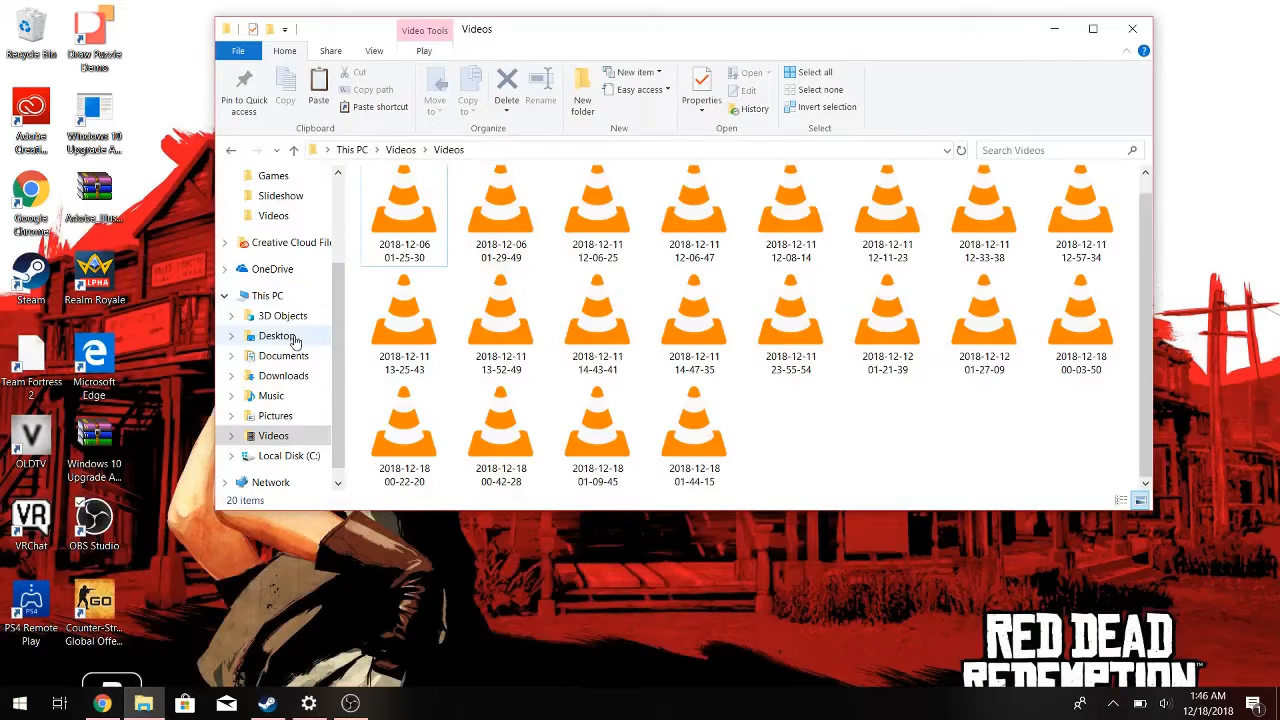 Recycle Bin
Draw Puzzle
Demo
Adobe
Creati...
Windows 10
Upgrade A...
Google
Chrome
Adobe_Illus...
Steam
Realm Royale
ALPHA
Team Fortress
2
Microsoft
Edge
OLDTV
Windows 10
Upgrade A...
VR
VRChat
OBS Studio
PS4
PS4 Remote
Play
GO
Counter-Str...
Global Offe...
Video Tools
Videos
File
Home
Share
View
Play
Pin to Quick
access
Copy
Paste
Cut
Copy path
Paste shortcut
Clipboard
Move
to
Copy
to
Delete
Rename
Organize
New
folder
New item
Easy access
New
Properties
Open
Edit
History
Open
Select all
Select none
Invert selection
Select
This PC
Videos
Videos
Search Videos
Games
Slideshow
Videos
Creative Cloud File
OneDrive
This PC
3D Objects
Desktop
Documents
Downloads
Music
Pictures
Videos
Local Disk (C:)
Network
2018-12-06
01-25-30
2018-12-06
01-29-49
2018-12-11
12-06-25
2018-12-11
12-06-47
2018-12-11
12-08-14
2018-12-11
12-11-23
2018-12-11
12-33-38
2018-12-11
12-57-34
2018-12-11
13-25-43
2018-12-11
13-52-49
2018-12-11
14-43-41
2018-12-11
14-47-35
2018-12-11
23-55-54
2018-12-12
01-21-39
2018-12-12
01-27-09
2018-12-18
00-03-50
2018-12-18
00-22-20
2018-12-18
00-42-28
2018-12-18
01-09-45
2018-12-18
01-44-15
20 items
RED DEAD
REDEMPTION
1:46 AM
12/18/2018